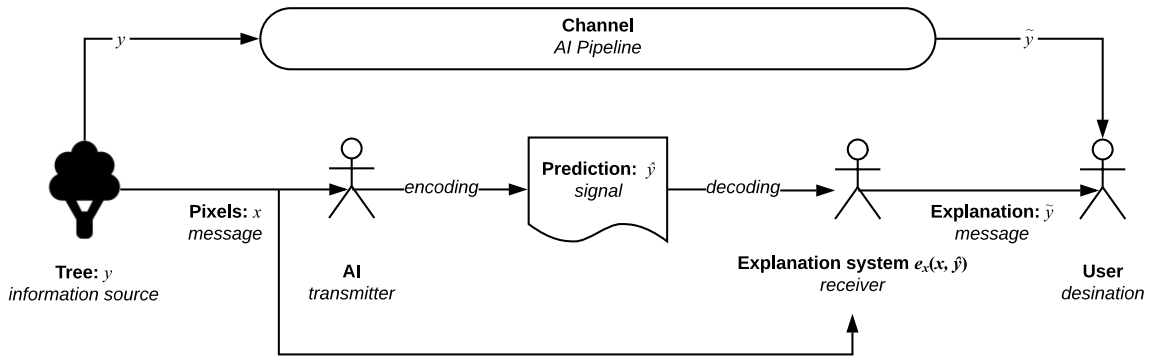 Channel
AI Pipeline
y
ỹ
encoding
Prediction: ŷ
signal
decoding
Pixels: x
message
Explanation: ỹ
message
Tree: y
information source
AI
transmitter
Explanation system eₓ(x, ŷ)
receiver
User
desination